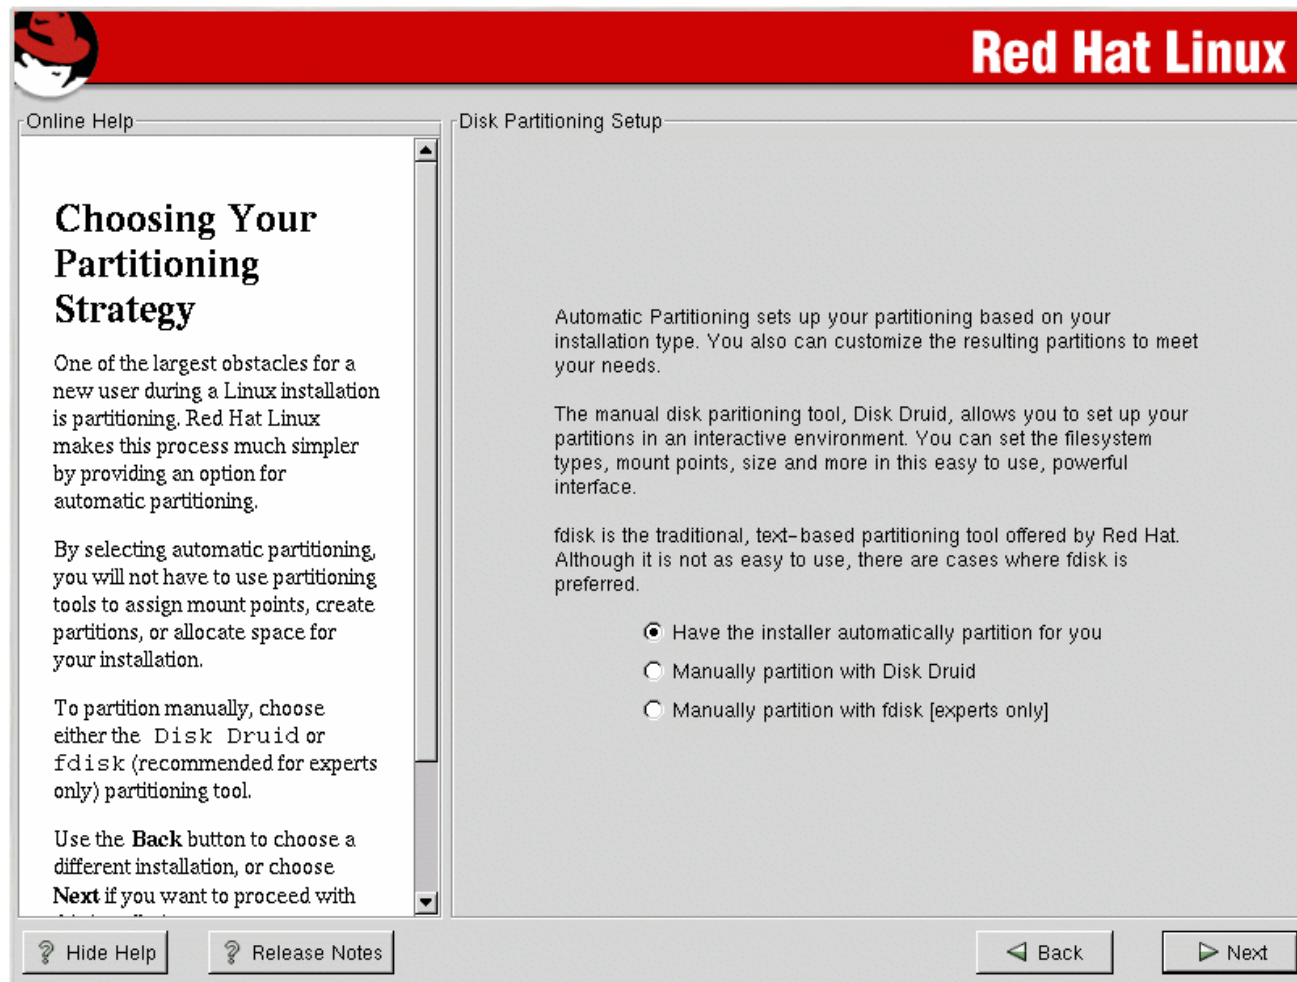 Red Hat Linux
Online Help
Choosing Your
Partitioning
Strategy
One of the largest obstacles for a
new user during a Linux installation
is partitioning. Red Hat Linux
makes this process much simpler
by providing an option for
automatic partitioning.
By selecting automatic partitioning,
you will not have to use partitioning
tools to assign mount points, create
partitions, or allocate space for
your installation.
To partition manually, choose
either the Disk Druid or
fdisk (recommended for experts
only) partitioning tool.
Use the Back button to choose a
different installation, or choose
Next if you want to proceed with
Disk Partitioning Setup
Automatic Partitioning sets up your partitioning based on your
installation type. You also can customize the resulting partitions to meet
your needs.
The manual disk paritioning tool, Disk Druid, allows you to set up your
partitions in an interactive environment. You can set the filesystem
types, mount points, size and more in this easy to use, powerful
interface.
fdisk is the traditional, text-based partitioning tool offered by Red Hat.
Although it is not as easy to use, there are cases where fdisk is
preferred.
Have the installer automatically partition for you
Manually partition with Disk Druid
Manually partition with fdisk [experts only]
Hide Help
Release Notes
Back
Next